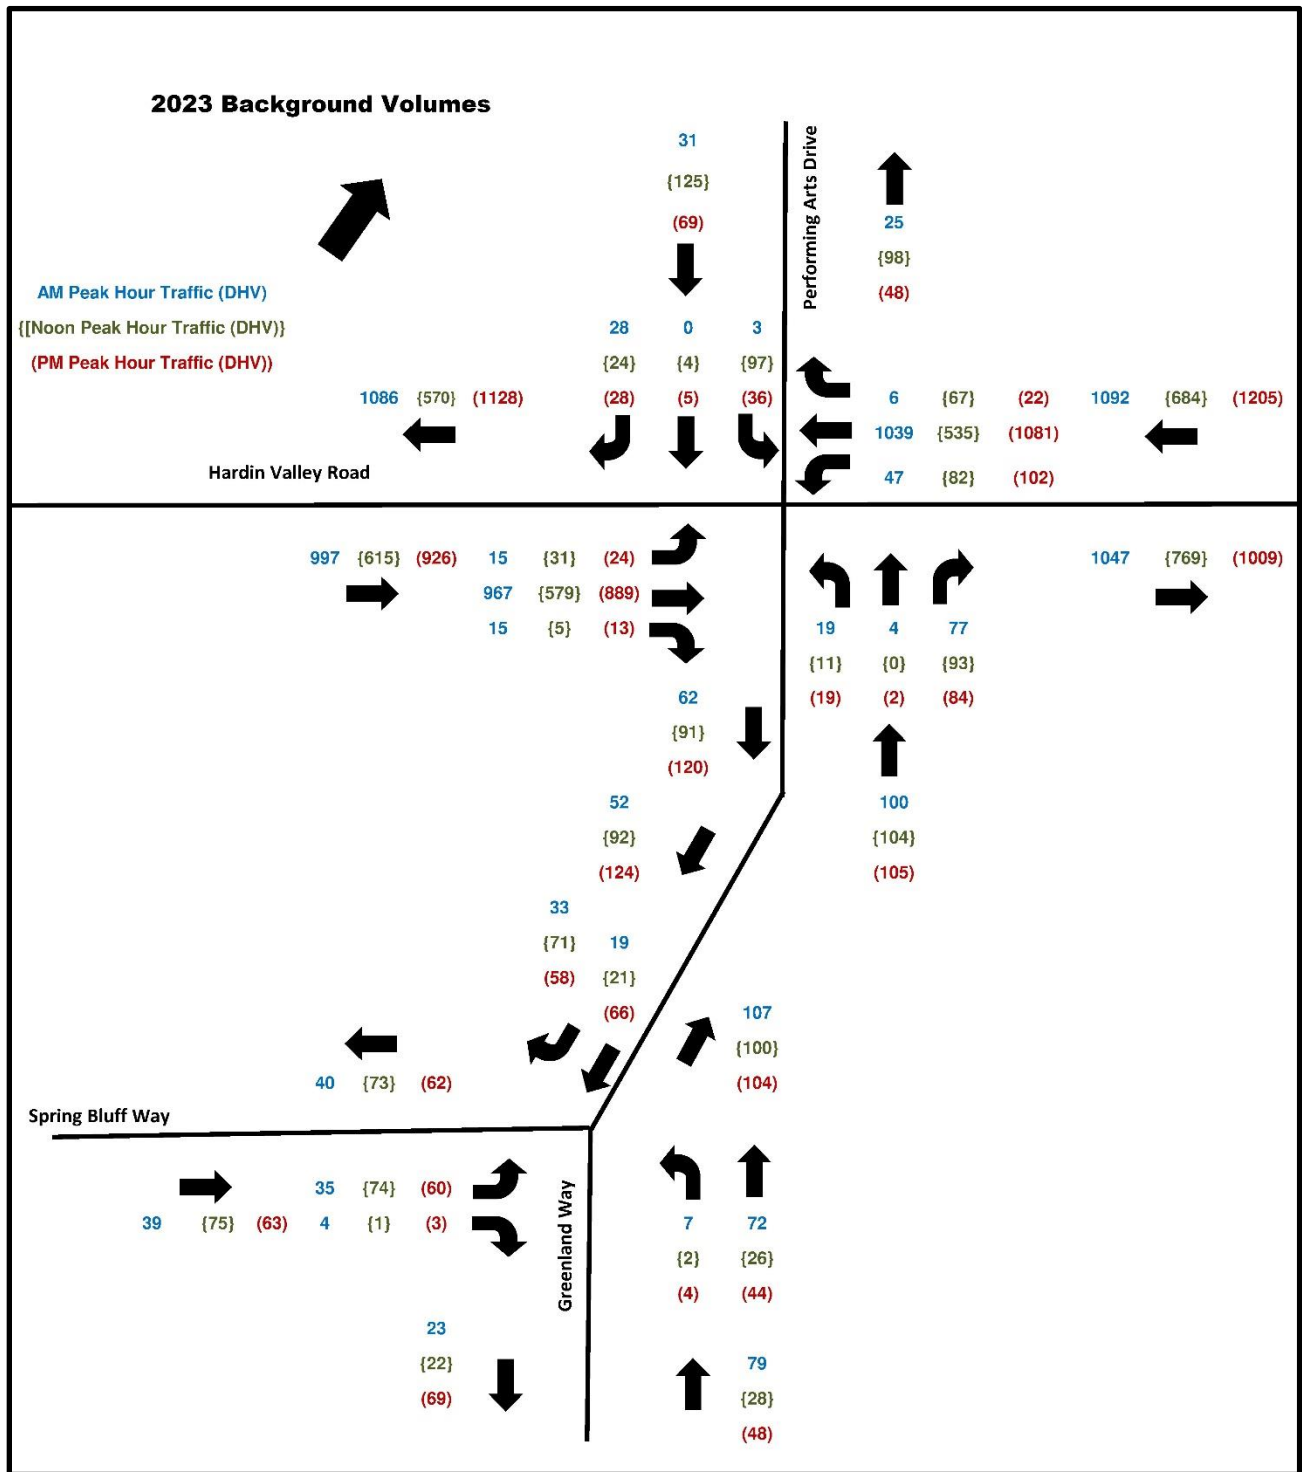 2023 Background Volumes
Performing Arts Drive
31
{125}
(69)
25
{98}
(48)
AM Peak Hour Traffic (DHV)
{[Noon Peak Hour Traffic (DHV)}
(PM Peak Hour Traffic (DHV))
28 0 3
{24} {4} {97}
(28) (5) (36)
1086 {570} (1128)
6 {67} (22) 1092 {684} (1205)
1039 {535} (1081)
47 {82} (102)
Hardin Valley Road
997 {615} (926) 15 {31} (24)
967 {579} (889)
15 {5} (13)
1047 {769} (1009)
19 4 77
{11} {0} {93}
(19) (2) (84)
62
{91}
(120)
52
{92}
(124)
100
{104}
(105)
33
{71} 19
(58) {21}
(66)
107
{100}
(104)
40 {73} (62)
Spring Bluff Way
35 {74} (60)
39 {75} (63) 4 {1} (3)
Greenland Way
7 72
{2} {26}
(4) (44)
23
{22}
(69)
79
{28}
(48)